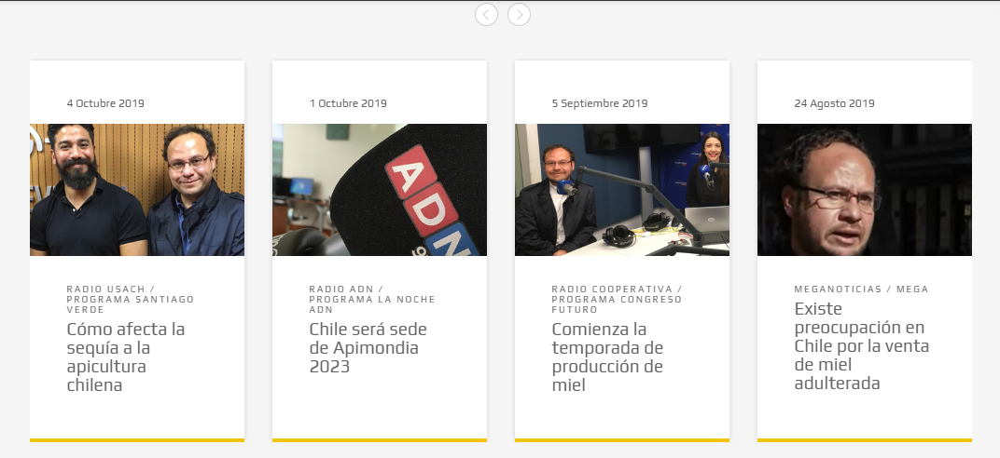 4 Octubre 2019
RADIO USACH /
PROGRAMA SANTIAGO
VERDE
Cómo afecta la
sequía a la
apicultura
chilena
1 Octubre 2019
ADN
RADIO ADN /
PROGRAMA LA NOCHE
ADN
Chile será sede
de Apimondia
2023
5 Septiembre 2019
RADIO COOPERATIVA /
PROGRAMA CONGRESO
FUTURO
Comienza la
temporada de
producción de
miel
24 Agosto 2019
MEGANOTICIAS / MEGA
Existe
preocupación en
Chile por la venta
de miel
adulterada